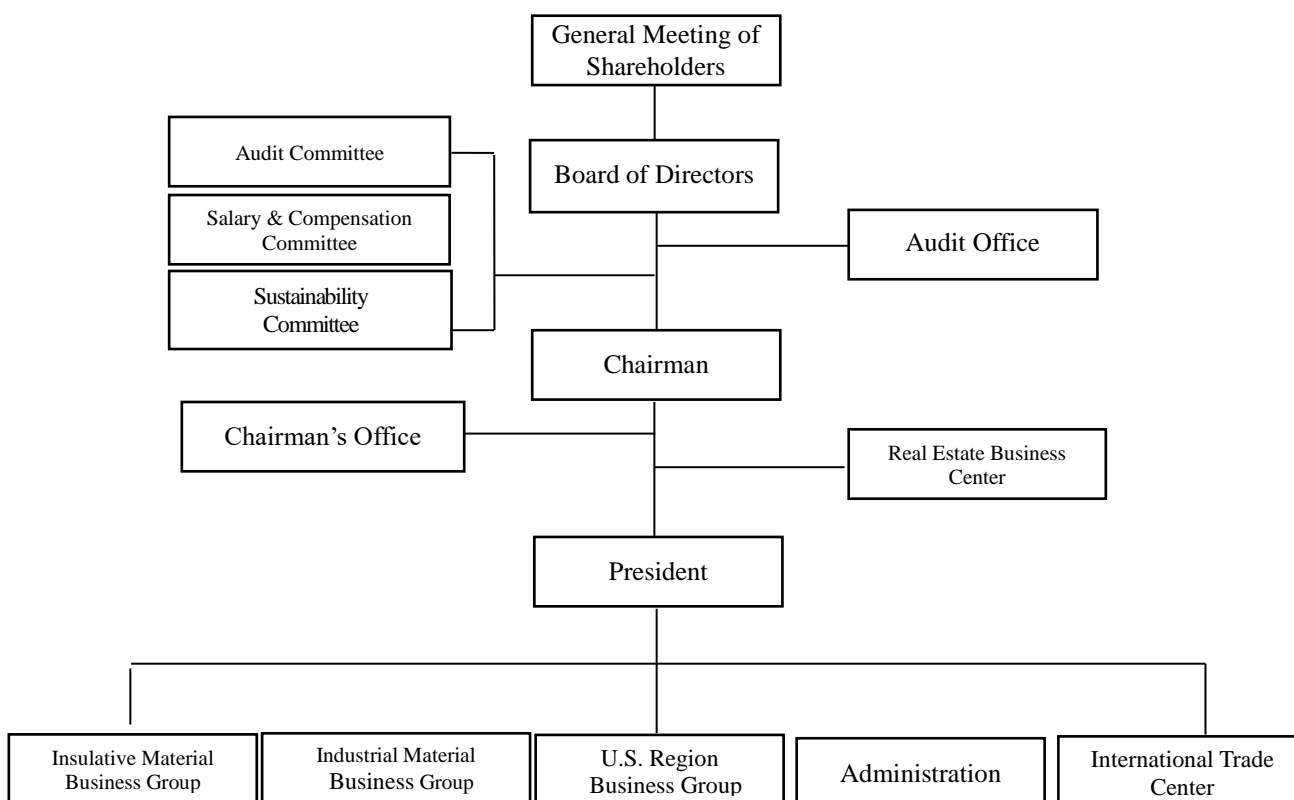 General Meeting of
Shareholders
Audit Committee
Board of Directors
Salary & Compensation
Committee
Audit Office
Sustainability
Committee
Chairman
Chairman’s Office
Real Estate Business
Center
President
Insulative Material
Business Group
Industrial Material
Business Group
U.S. Region
Business Group
Administration
International Trade
Center